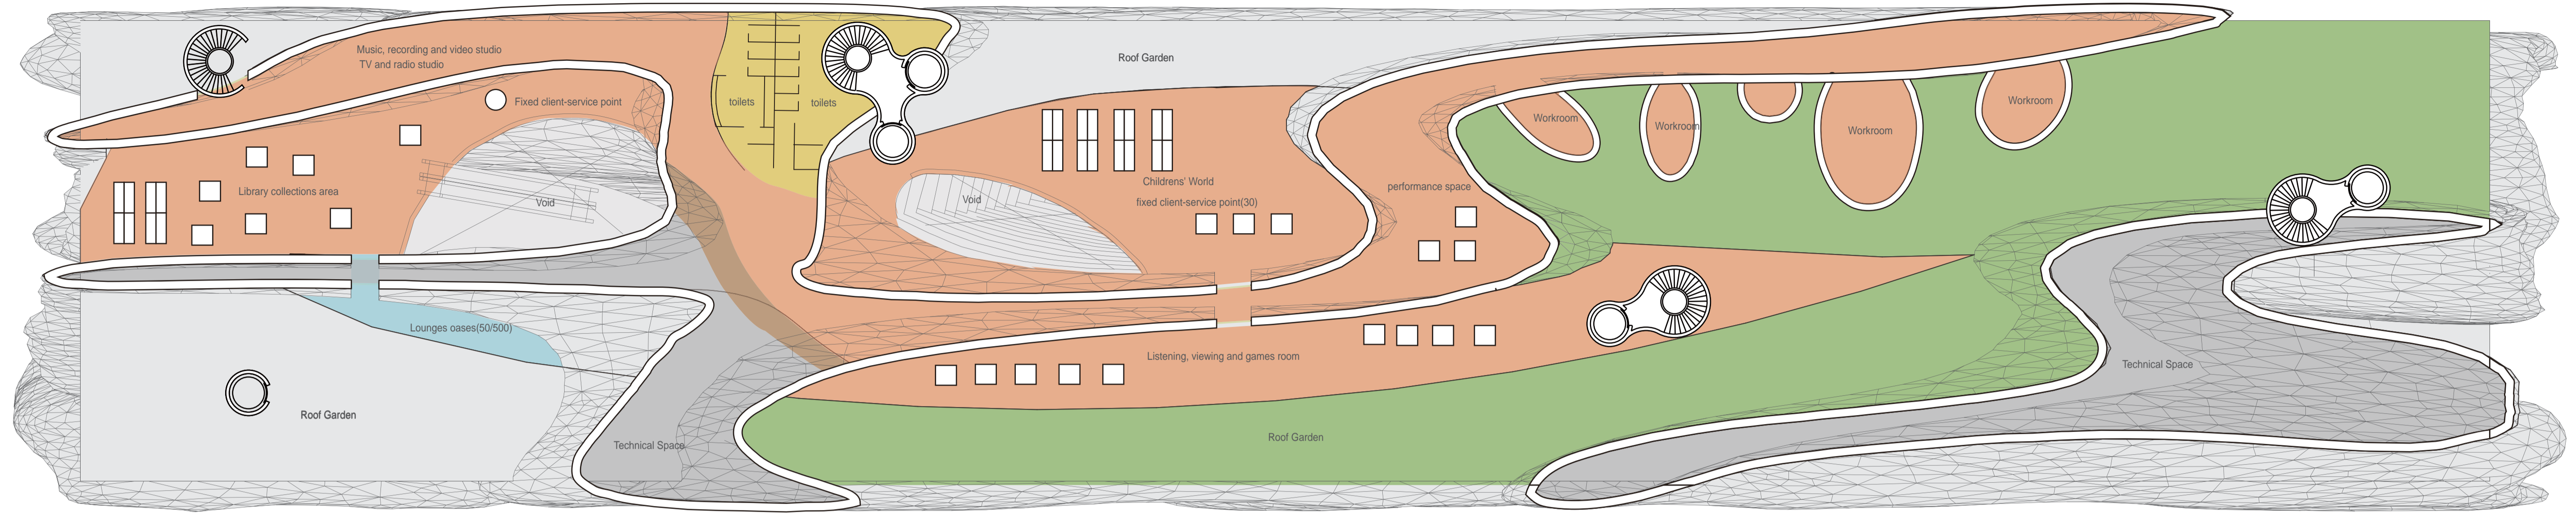 Music, recording and video studio
TV and radio studio
Fixed client-service point
toilets
toilets
Roof Garden
Library collections area
Void
Void
Childrens' World
fixed client-service point(30)
performance space
Workroom
Workroom
Workroom
Workroom
Lounges oases(50/500)
Listening, viewing and games room
Roof Garden
Technical Space
Roof Garden
Technical Space